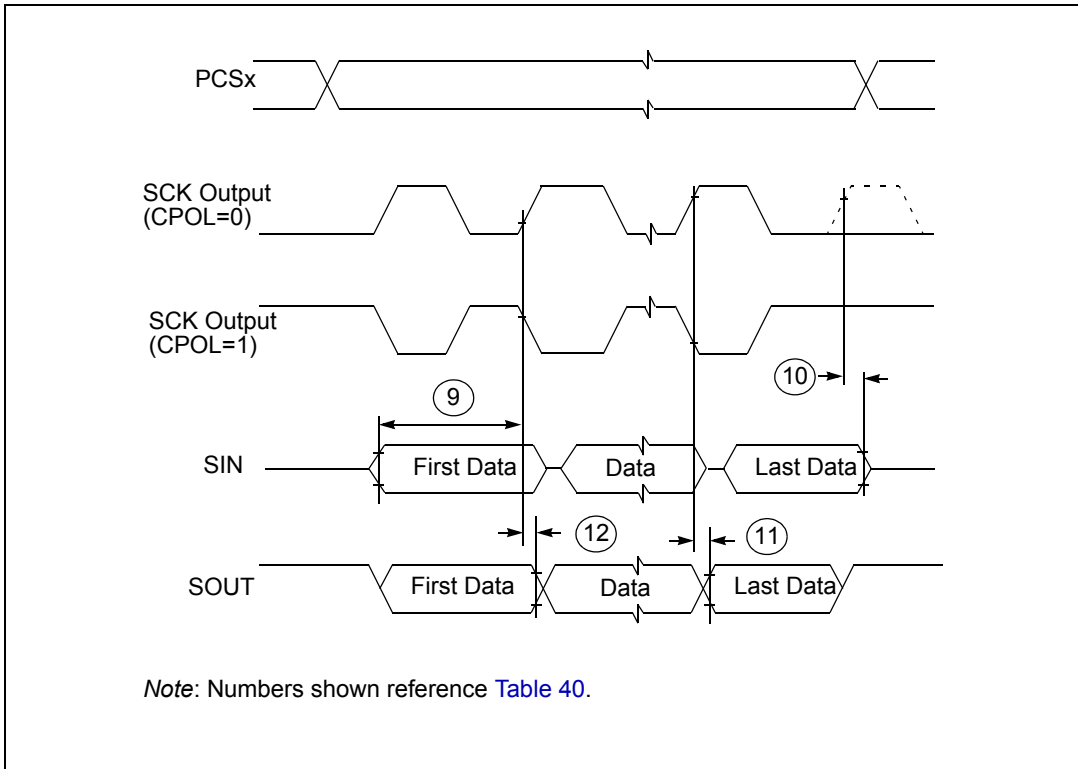 PCSx
SCK Output
(CPOL=0)
SCK Output
(CPOL=1)
10
9
SIN
First Data
Data
Last Data
12
11
SOUT
First Data
Data
Last Data
Note: Numbers shown reference Table 40.